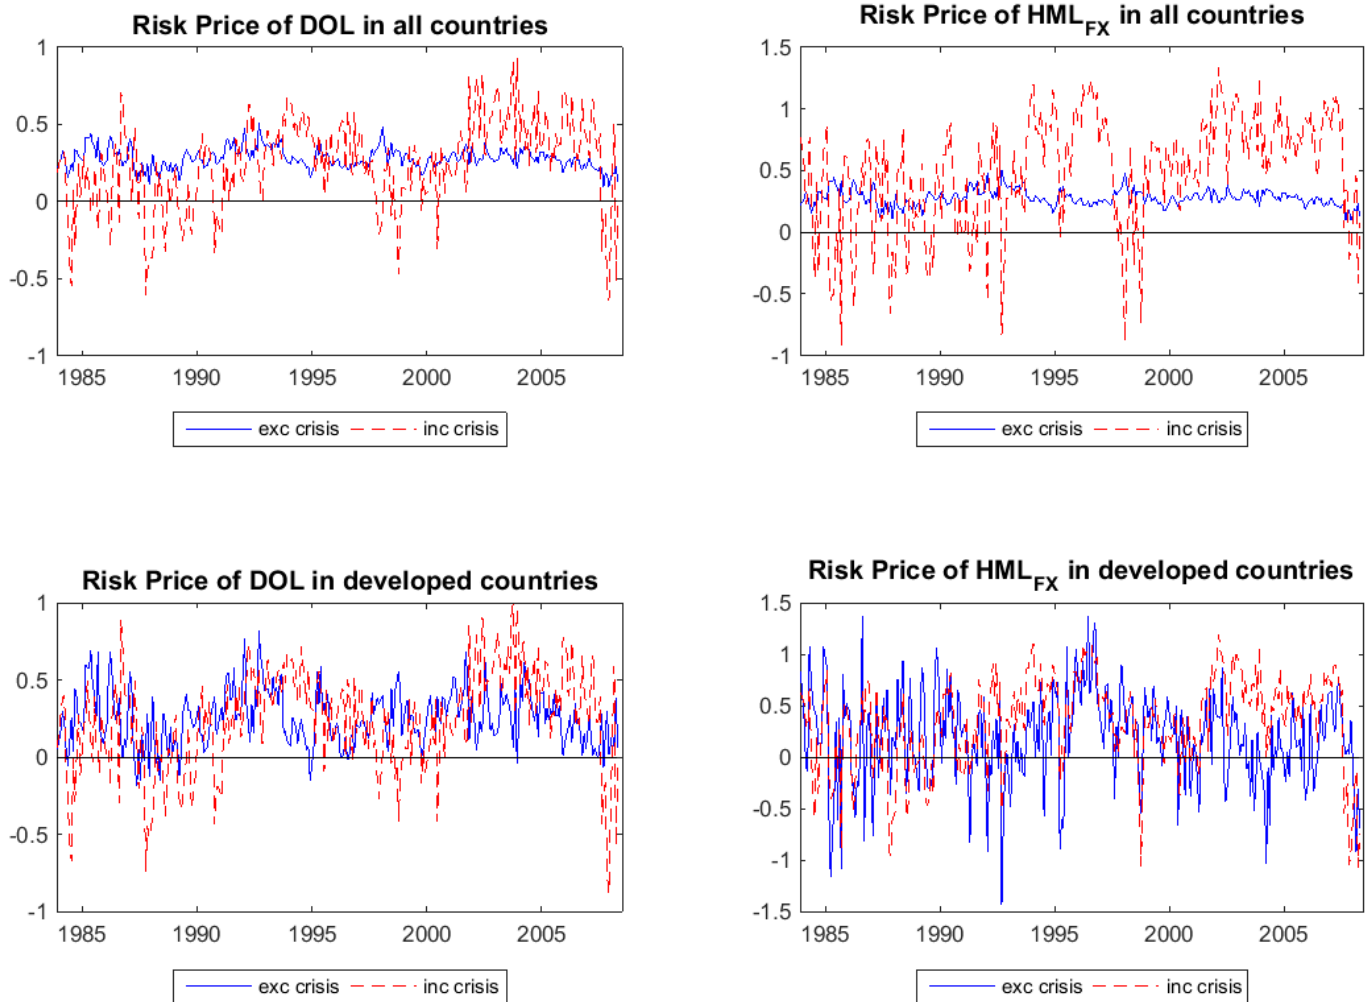 Risk Price of DOL in all countries
1
0.5
0
-0.5
-1
1985 1990 1995 2000 2005
exc crisis inc crisis
Risk Price of HML_FX in all countries
1.5
1
0.5
0
-0.5
-1
1985 1990 1995 2000 2005
exc crisis inc crisis
Risk Price of DOL in developed countries
1
0.5
0
-0.5
-1
1985 1990 1995 2000 2005
exc crisis inc crisis
Risk Price of HML_FX in developed countries
1.5
1
0.5
0
-0.5
-1
-1.5
1985 1990 1995 2000 2005
exc crisis inc crisis